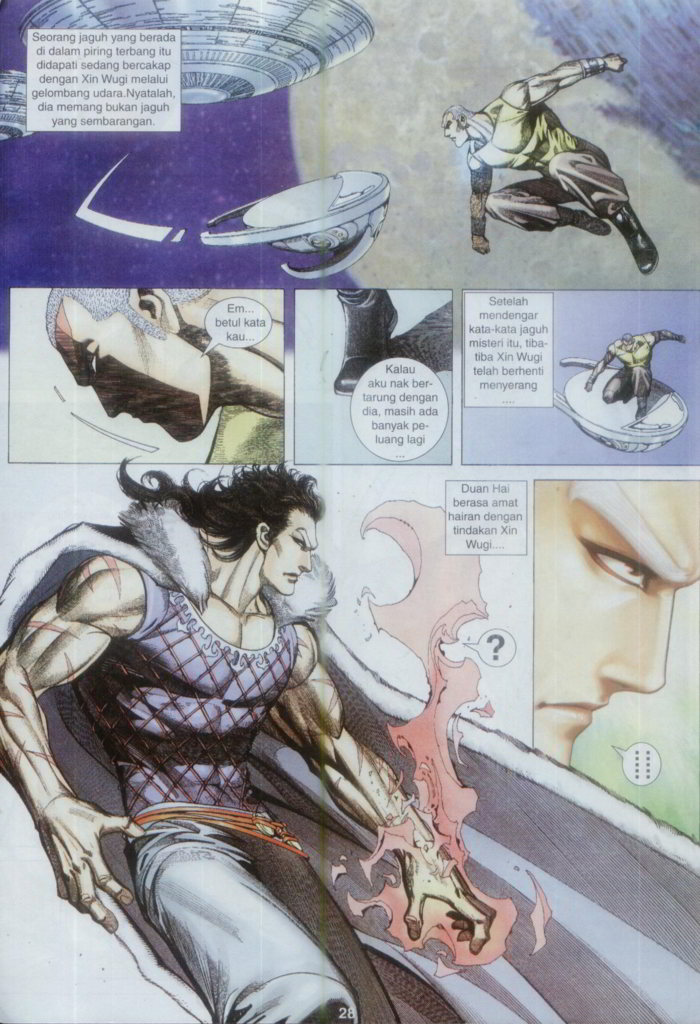 Seorang jaguh yang berada
di dalam piring terbang itu
didapati sedang bercakap
dengan Xin Wugi melalui
gelombang udara.Nyatalah,
dia memang bukan jaguh
yang sembarangan.
Em...
betul kata
kau...
Kalau
aku nak ber-
tarung dengan
dia, masih ada
banyak pe-
luang lagi
...
Setelah
mendengar
kata-kata jaguh
misteri itu, tiba-
tiba Xin Wugi
telah berhenti
menyerang
....
Duan Hai
berasa amat
hairan dengan
tindakan Xin
Wugi....
?
!!
28